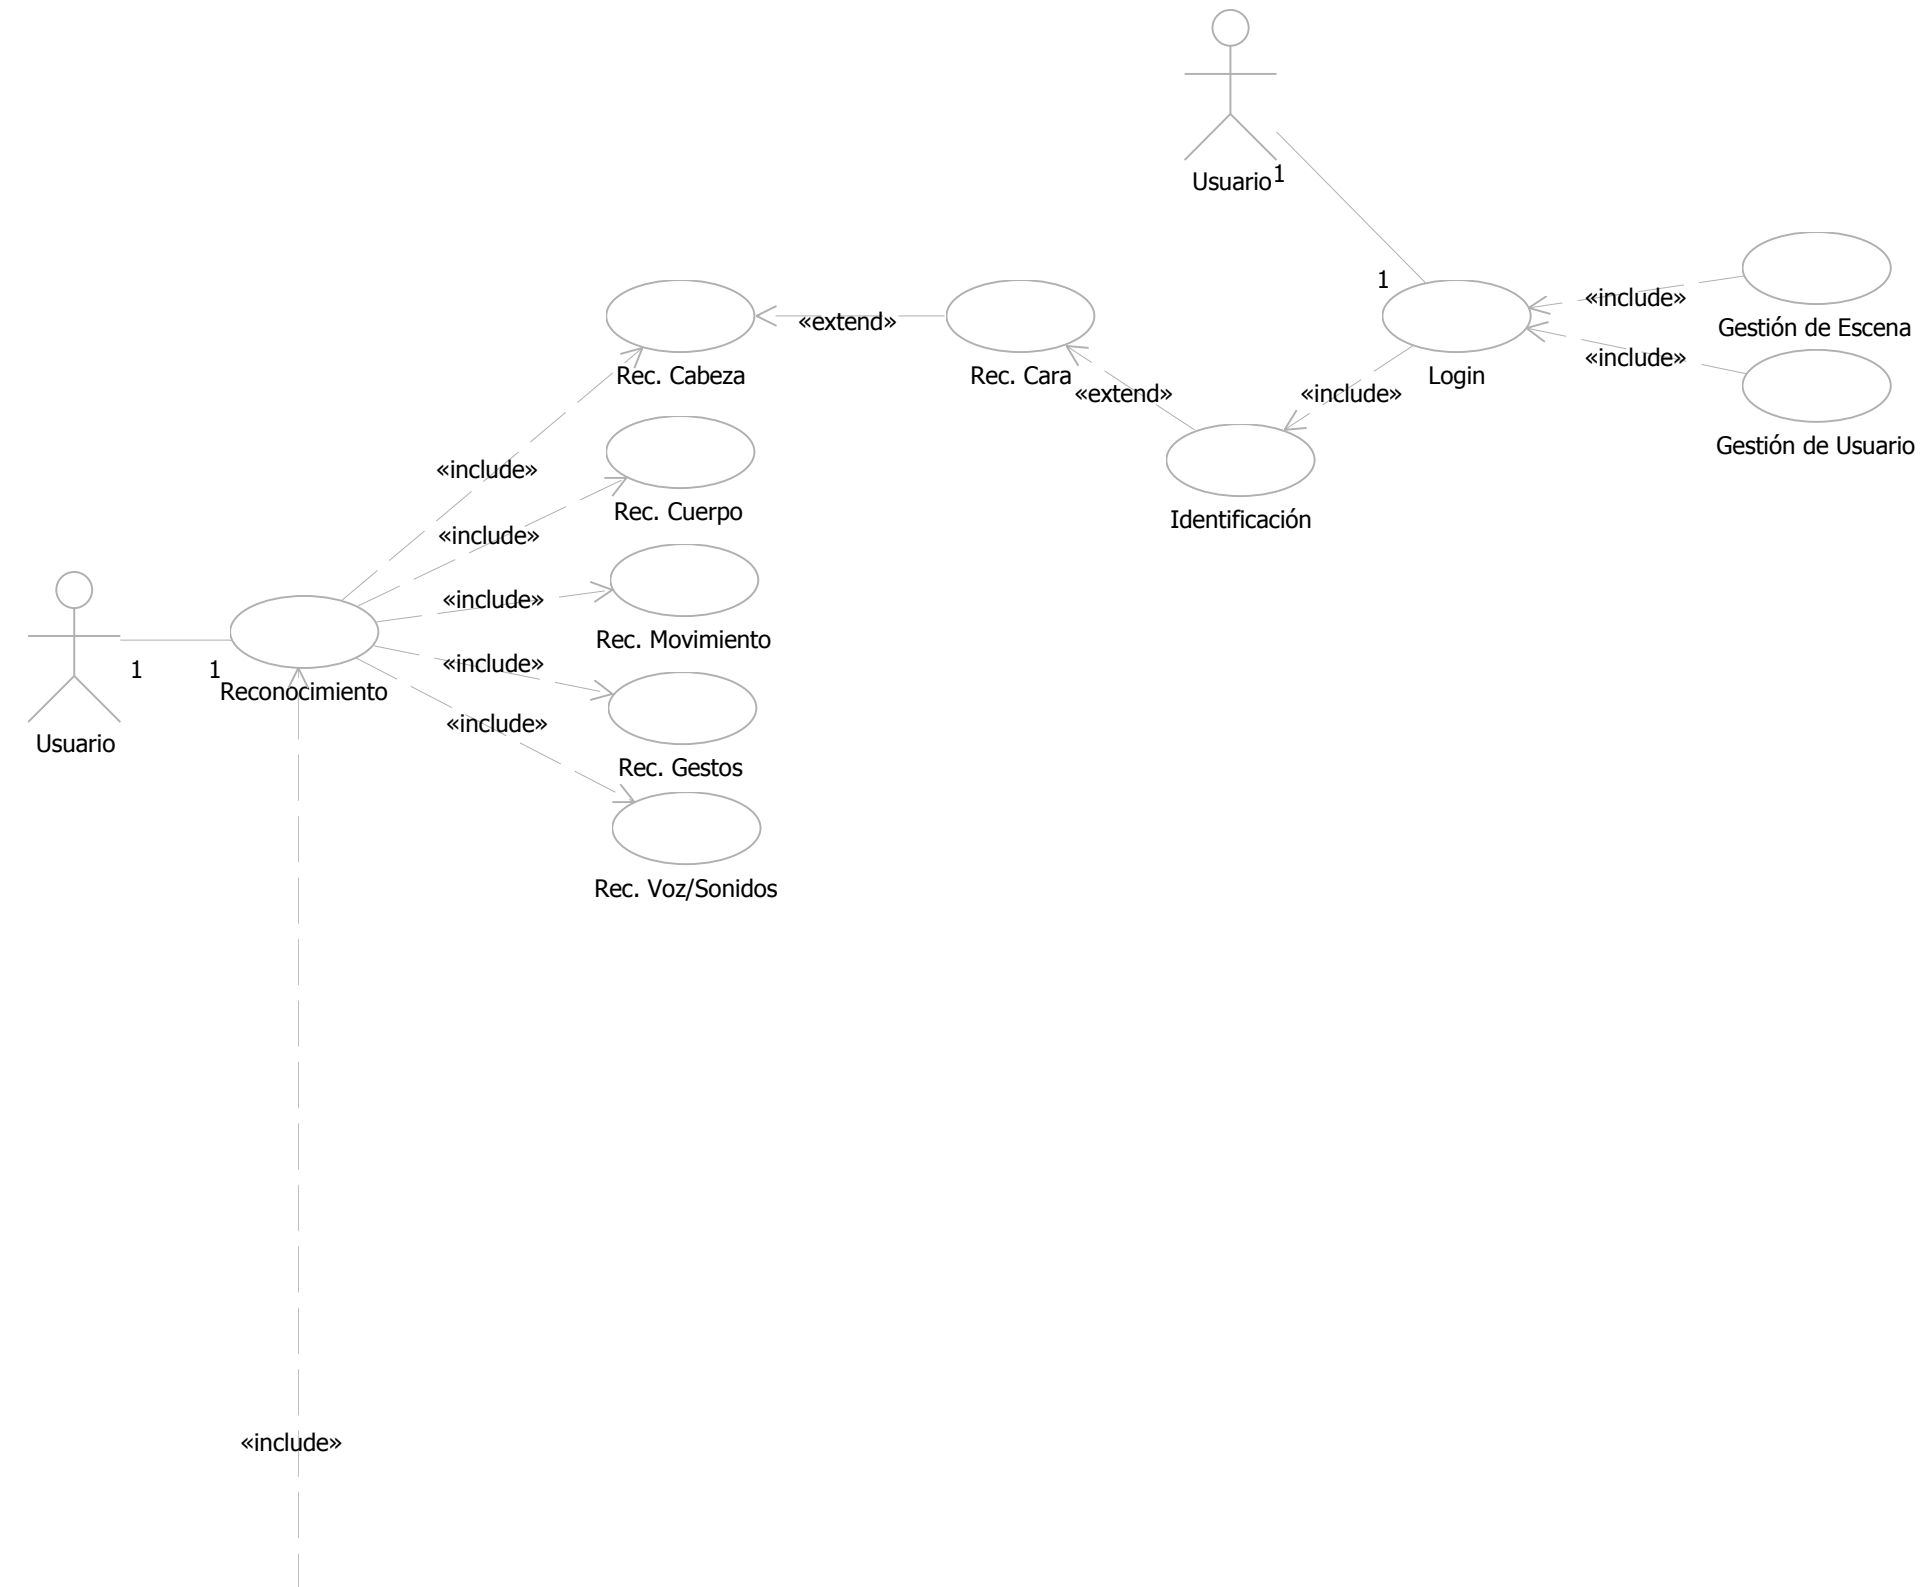 Usuario
1
1
«include»
Gestión de Escena
«include»
Gestión de Usuario
Login
«include»
Identificación
«extend»
Rec. Cara
«extend»
Rec. Cabeza
«include»
Rec. Cuerpo
«include»
Rec. Movimiento
«include»
Rec. Gestos
«include»
Rec. Voz/Sonidos
«include»
Usuario
1
1
Reconocimiento
«include»